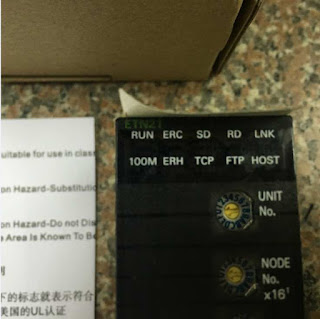 ETN21
RUN ERC SD RD LNK
100M ERH TCP FTP HOST
UNIT
No.
NODE
No.
x16¹
uitable for use in class
on Hazard-Substitutio
on Hazard-Do not Dis
e Area Is Known To Be
则
下的标志就表示符合
美国的UL认证